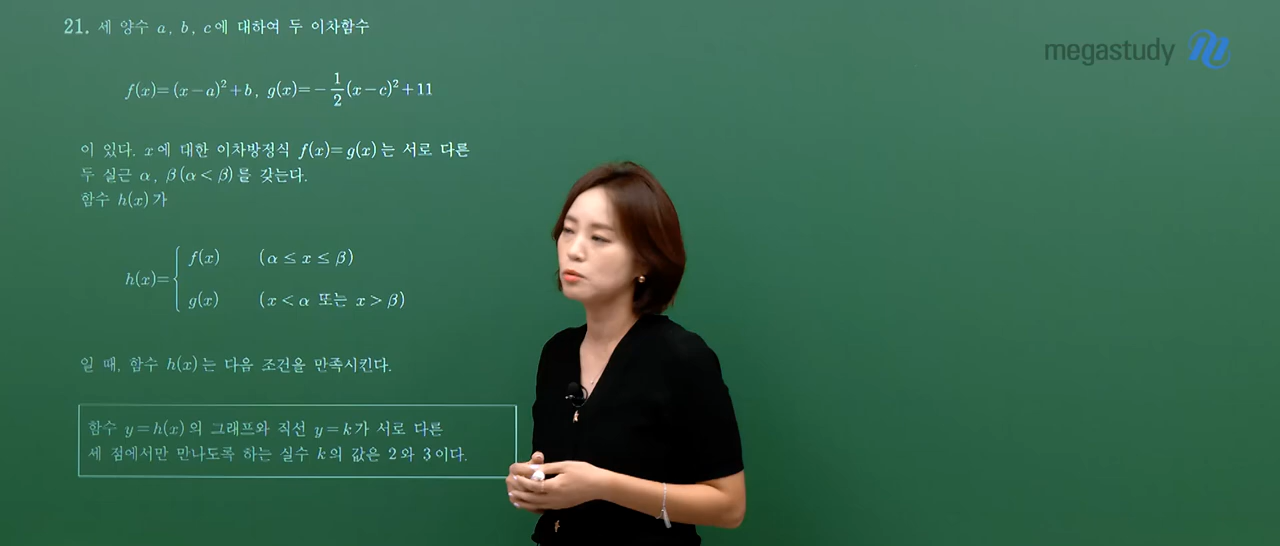 21. 세 양수 a, b, c에 대하여 두 이차함수
megastudy m
f(x)=(x-a)²+b, g(x)=-\frac{1}{2}(x-c)²+11
이 있다. x에 대한 이차방정식 f(x)=g(x)는 서로 다른
두 실근 α, β(α<β)를 갖는다.
함수 h(x)가
h(x)={ f(x) (α≤x≤β)
g(x) (x<α 또는 x>β)
일 때, 함수 h(x)는 다음 조건을 만족시킨다.
함수 y=h(x)의 그래프와 직선 y=k가 서로 다른
세 점에서만 만나도록 하는 실수 k의 값은 2와 3이다.